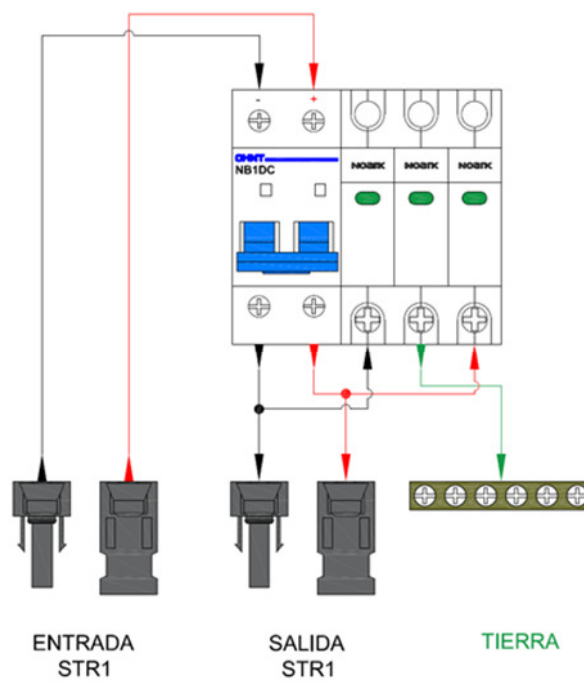 - +
CHNT
NB1DC
NOARK NOARK NOARK
ENTRADA
STR1
SALIDA
STR1
TIERRA